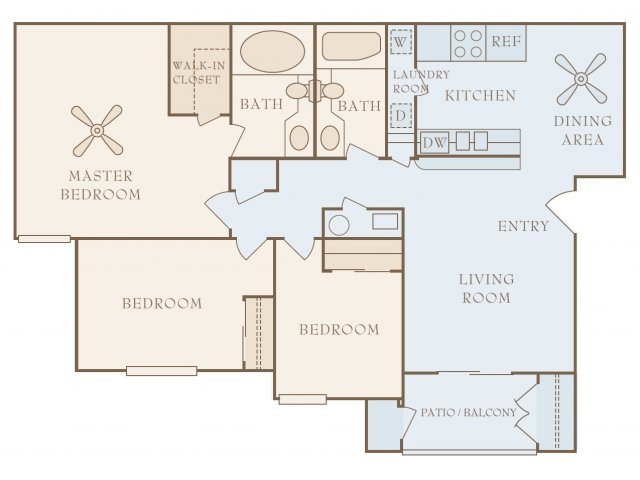 W
REF
WALK-IN
CLOSET
LAUNDRY
ROOM
KITCHEN
BATH
BATH
D
DINING
AREA
DW
MASTER
BEDROOM
ENTRY
LIVING
ROOM
BEDROOM
BEDROOM
PATIO / BALCONY